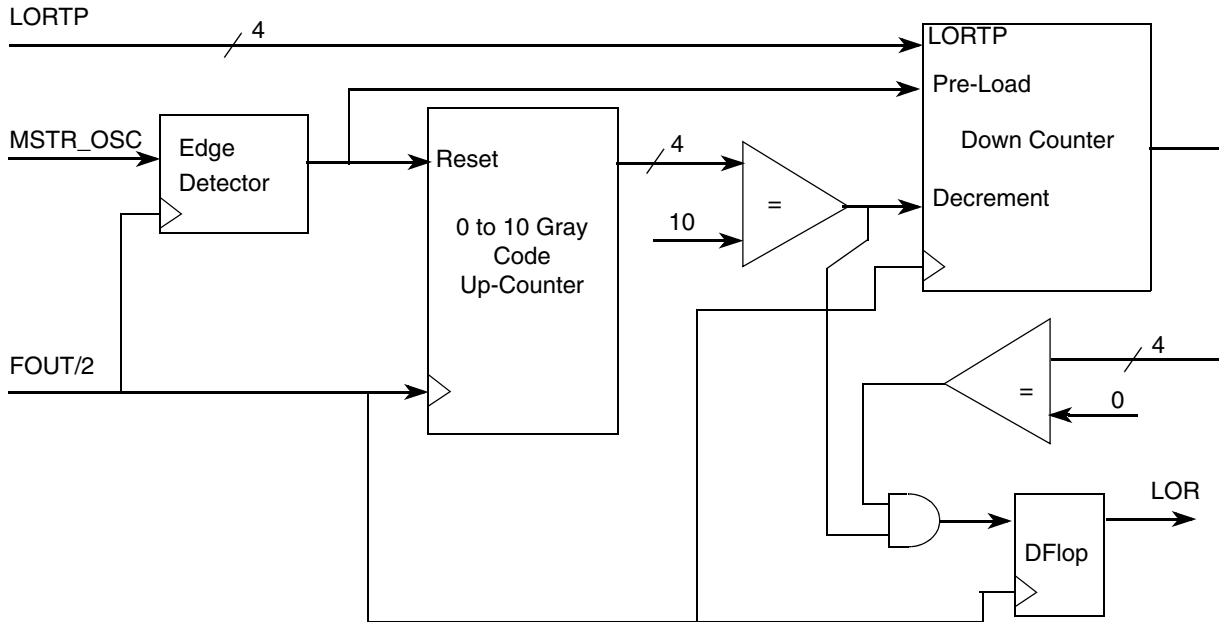 LORTP
4
LORTP
Pre-Load
MSTR_OSC
Edge
Detector
Reset
4
Down Counter
=
Decrement
10
0 to 10 Gray
Code
Up-Counter
FOUT/2
4
=
0
LOR
DFlop